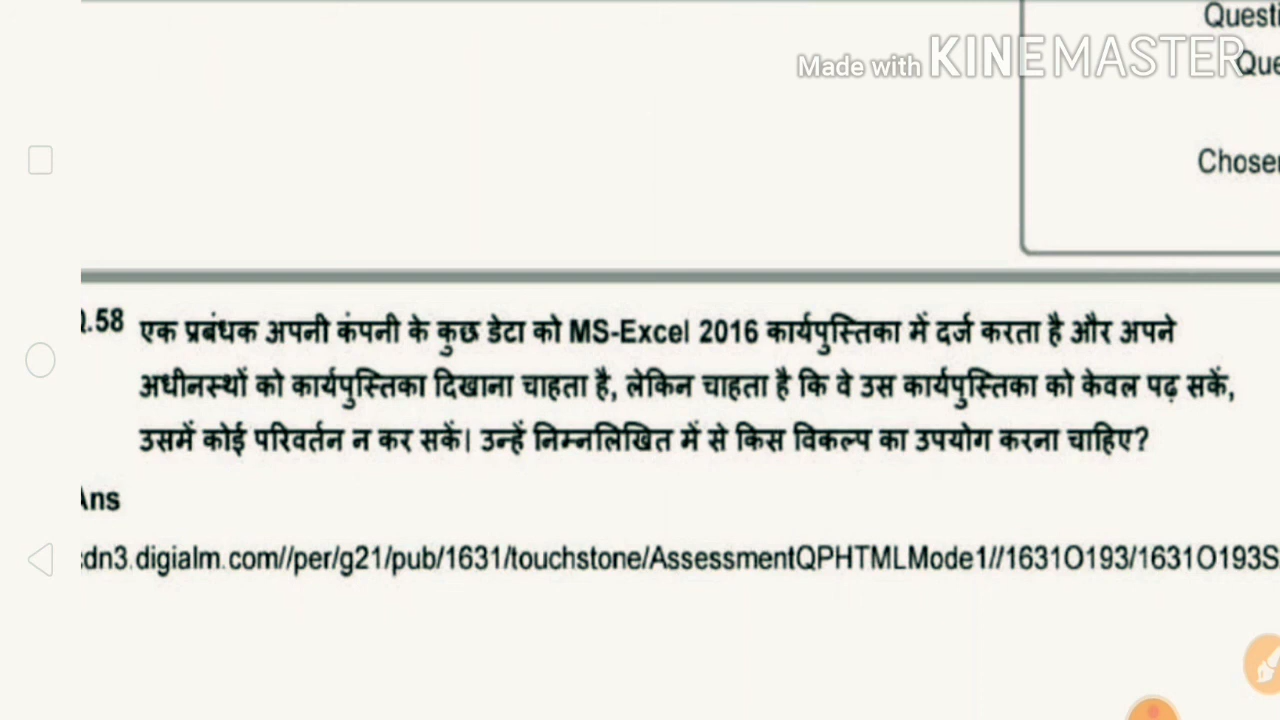 Questi
Made with KINEMASTER
Que
Chosen
.58 एक प्रबंधक अपनी कंपनी के कुछ डेटा को MS-Excel 2016 कार्यपुस्तिका में दर्ज करता है और अपने
अधीनस्थों को कार्यपुस्तिका दिखाना चाहता है, लेकिन चाहता है कि वे उस कार्यपुस्तिका को केवल पढ़ सकें,
उसमें कोई परिवर्तन न कर सकें। उन्हें निम्नलिखित में से किस विकल्प का उपयोग करना चाहिए?
Ans
cdn3.digialm.com//per/g21/pub/1631/touchstone/AssessmentQPHTMLMode1//1631O193/1631O193S